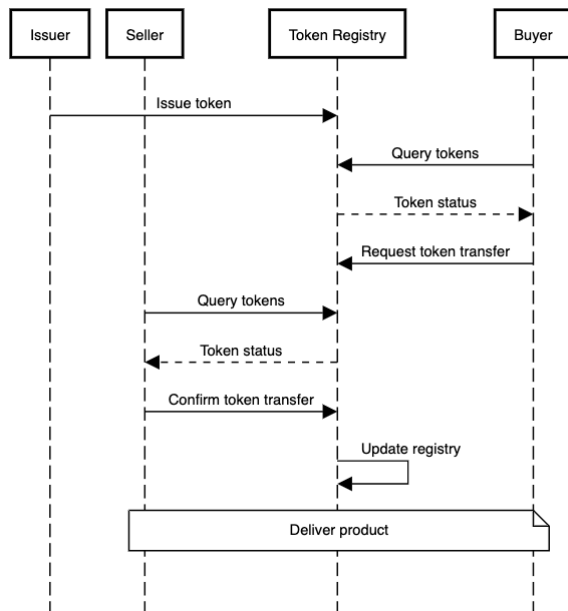 Issuer
Seller
Token Registry
Buyer
Issue token
Query tokens
Token status
Request token transfer
Query tokens
Token status
Confirm token transfer
Update registry
Deliver product